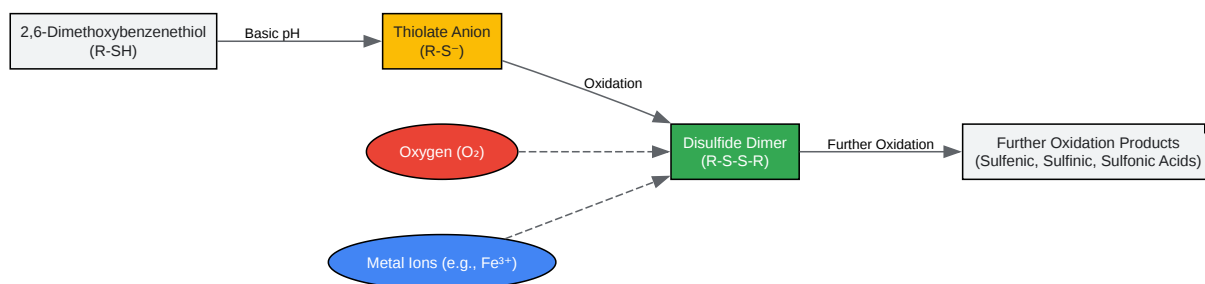 2,6-Dimethoxybenzenethiol
(R-SH)
Basic pH
Thiolate Anion
(R-S⁻)
Oxidation
Oxygen (O₂)
Disulfide Dimer
(R-S-S-R)
Further Oxidation
Further Oxidation Products
(Sulfenic, Sulfinic, Sulfonic Acids)
Metal Ions (e.g., Fe³⁺)